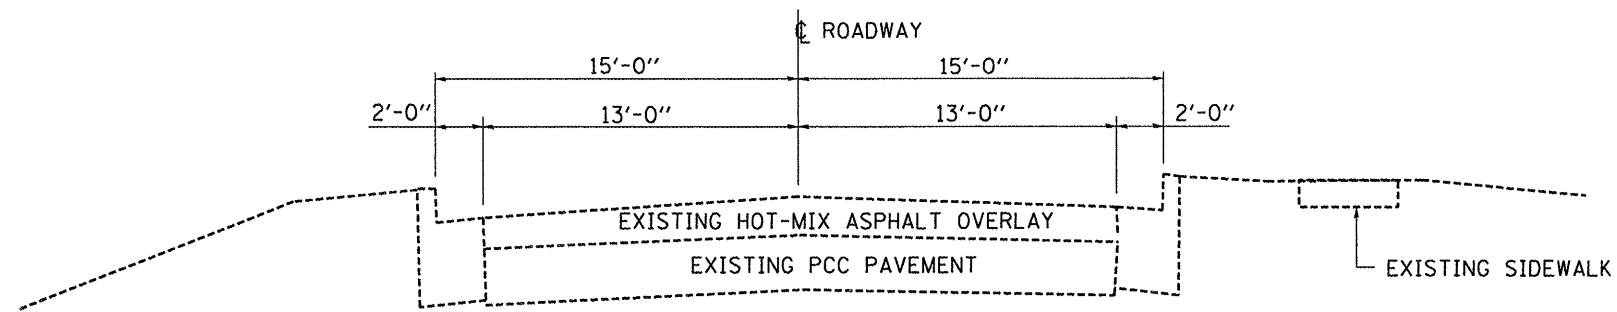 ℄ ROADWAY
15'-0" 15'-0"
2'-0" 13'-0" 13'-0" 2'-0"
EXISTING HOT-MIX ASPHALT OVERLAY
EXISTING PCC PAVEMENT
EXISTING SIDEWALK